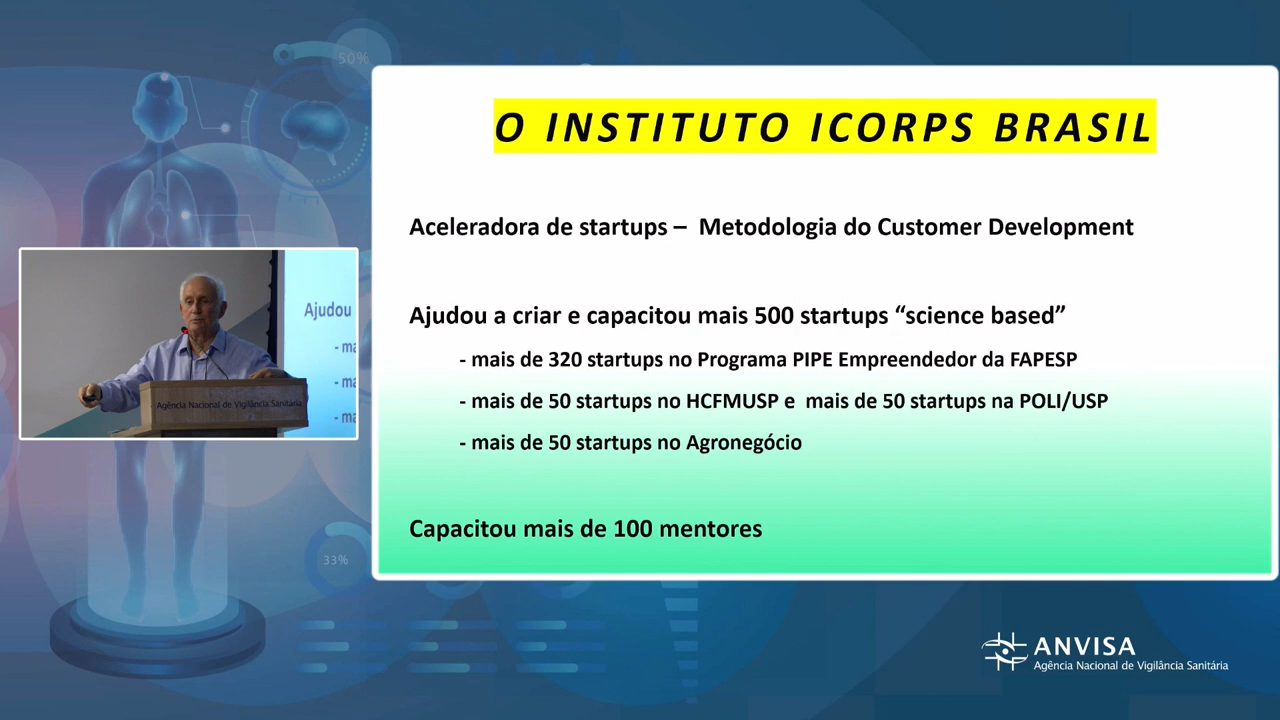 50%
O INSTITUTO ICORPS BRASIL
Aceleradora de startups – Metodologia do Customer Development
Ajudou a criar e capacitou mais 500 startups “science based”
- mais de 320 startups no Programa PIPE Empreendedor da FAPESP
- mais de 50 startups no HCFMUSP e mais de 50 startups na POLI/USP
- mais de 50 startups no Agronegócio
Capacitou mais de 100 mentores
Ajudou
- ma
- ma
- ma
Agência Nacional de Vigilância Sanitária
33%
ANVISA
Agência Nacional de Vigilância Sanitária